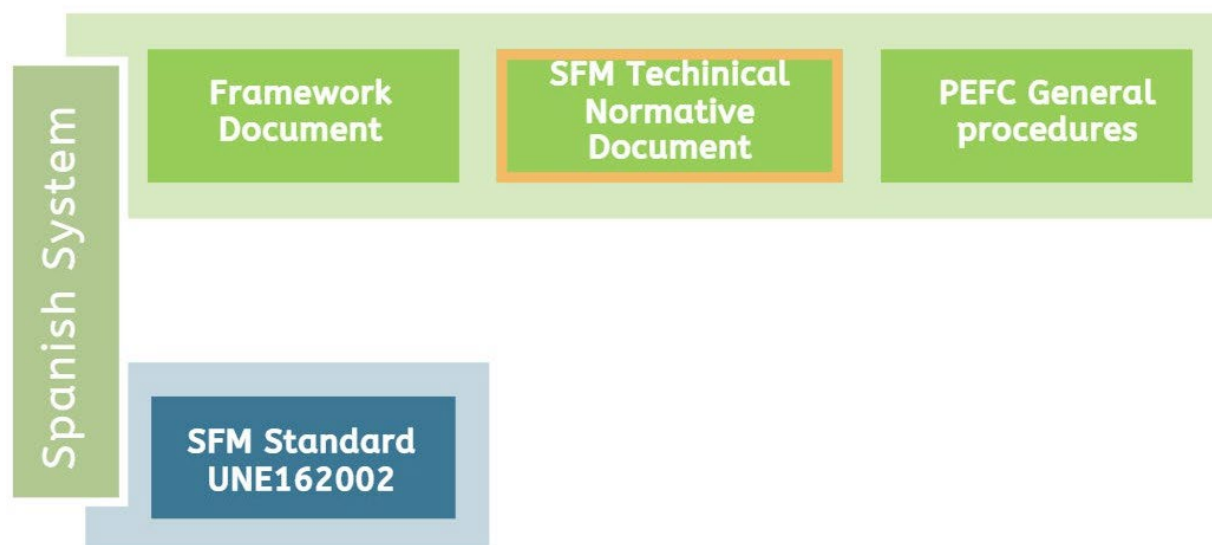 Spanish System
Framework
Document
SFM Techinical
Normative
Document
PEFC General
procedures
SFM Standard
UNE162002